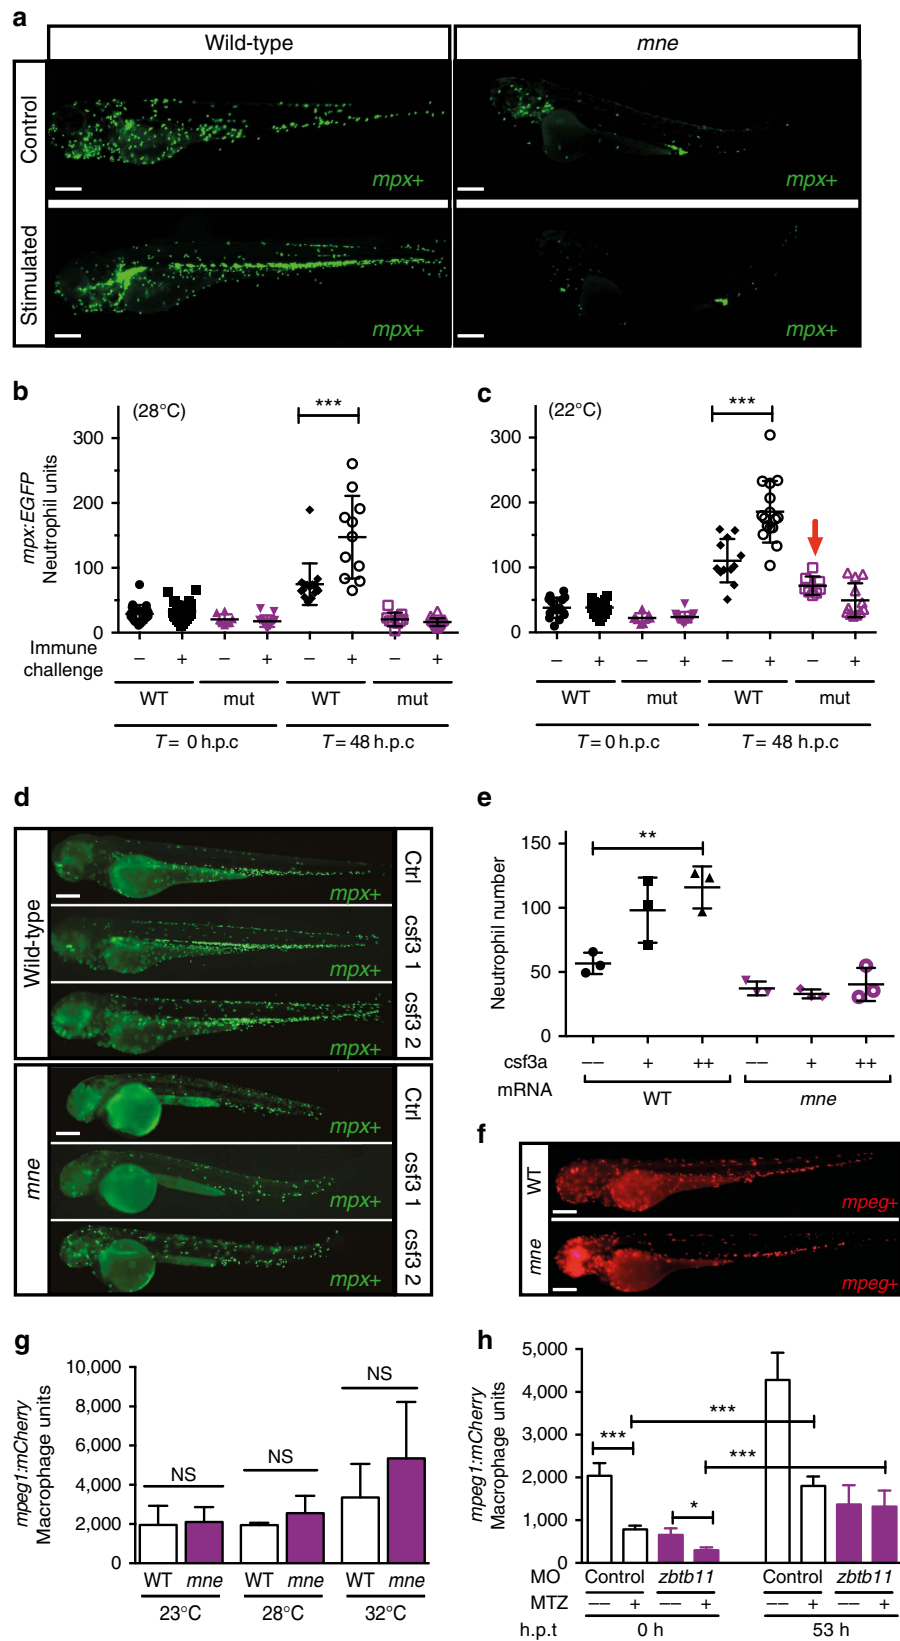 a
Wild-type
mne
Control
mpx+
mpx+
Stimulated
mpx+
mpx+
b
(28°C)
***
mpx:EGFP
Neutrophil units
300
200
100
0
Immune
challenge
– + – + – + – +
WT mut WT mut
T = 0 h.p.c T = 48 h.p.c
c
(22°C)
***
300
200
100
0
– + – + – + – +
WT mut WT mut
T = 0 h.p.c T = 48 h.p.c
d
Wild-type
Ctrl
mpx+
csf3 1
mpx+
csf3 2
mpx+
mne
Ctrl
mpx+
csf3 1
mpx+
csf3 2
mpx+
e
Neutrophil number
150
100
50
0
**
csf3a
mRNA
–– + ++ –– + ++
WT mne
f
WT
mpeg+
mne
mpeg+
g
mpeg1:mCherry
Macrophage units
10,000
8,000
6,000
4,000
2,000
0
NS
NS
NS
WT mne WT mne WT mne
23°C 28°C 32°C
h
mpeg1:mCherry
Macrophage units
5,000
4,000
3,000
2,000
1,000
0
***
***
***
*
MO Control zbtb11 Control zbtb11
MTZ –– + –– + –– + –– +
h.p.t 0 h 53 h